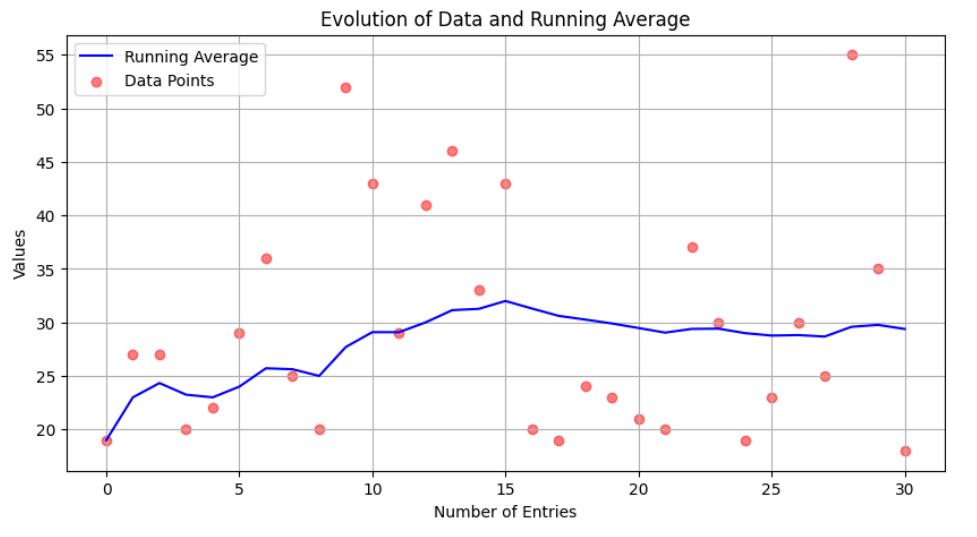 Evolution of Data and Running Average
Running Average
Data Points
55
50
45
40
35
30
25
20
Values
0 5 10 15 20 25 30
Number of Entries